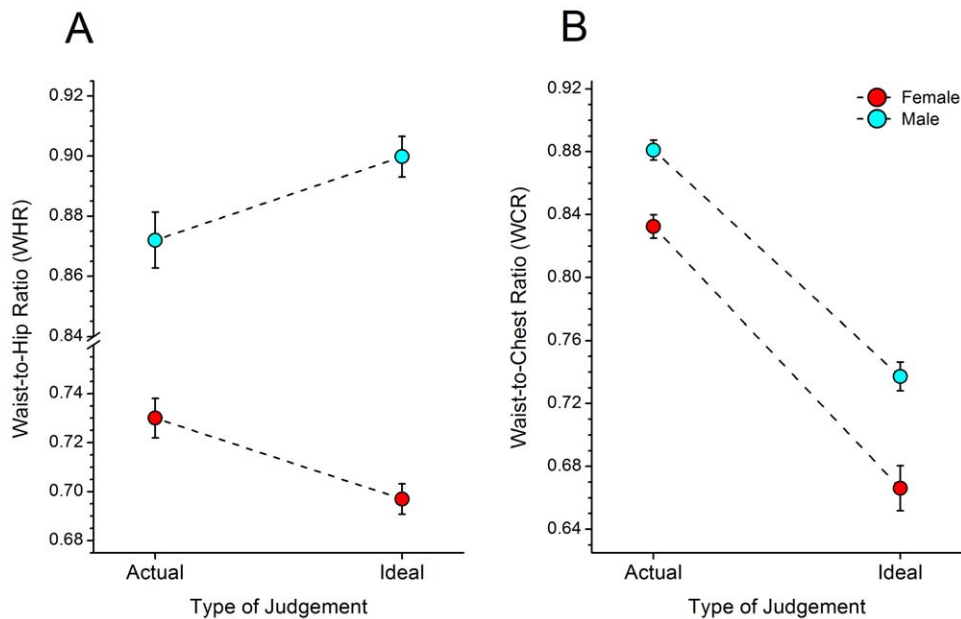 A
Waist-to-Hip Ratio (WHR)
0.92
0.90
0.88
0.86
0.84
0.74
0.72
0.70
0.68
Actual
Ideal
Type of Judgement
B
Waist-to-Chest Ratio (WCR)
0.92
0.88
0.84
0.80
0.76
0.72
0.68
0.64
Female
Male
Actual
Ideal
Type of Judgement